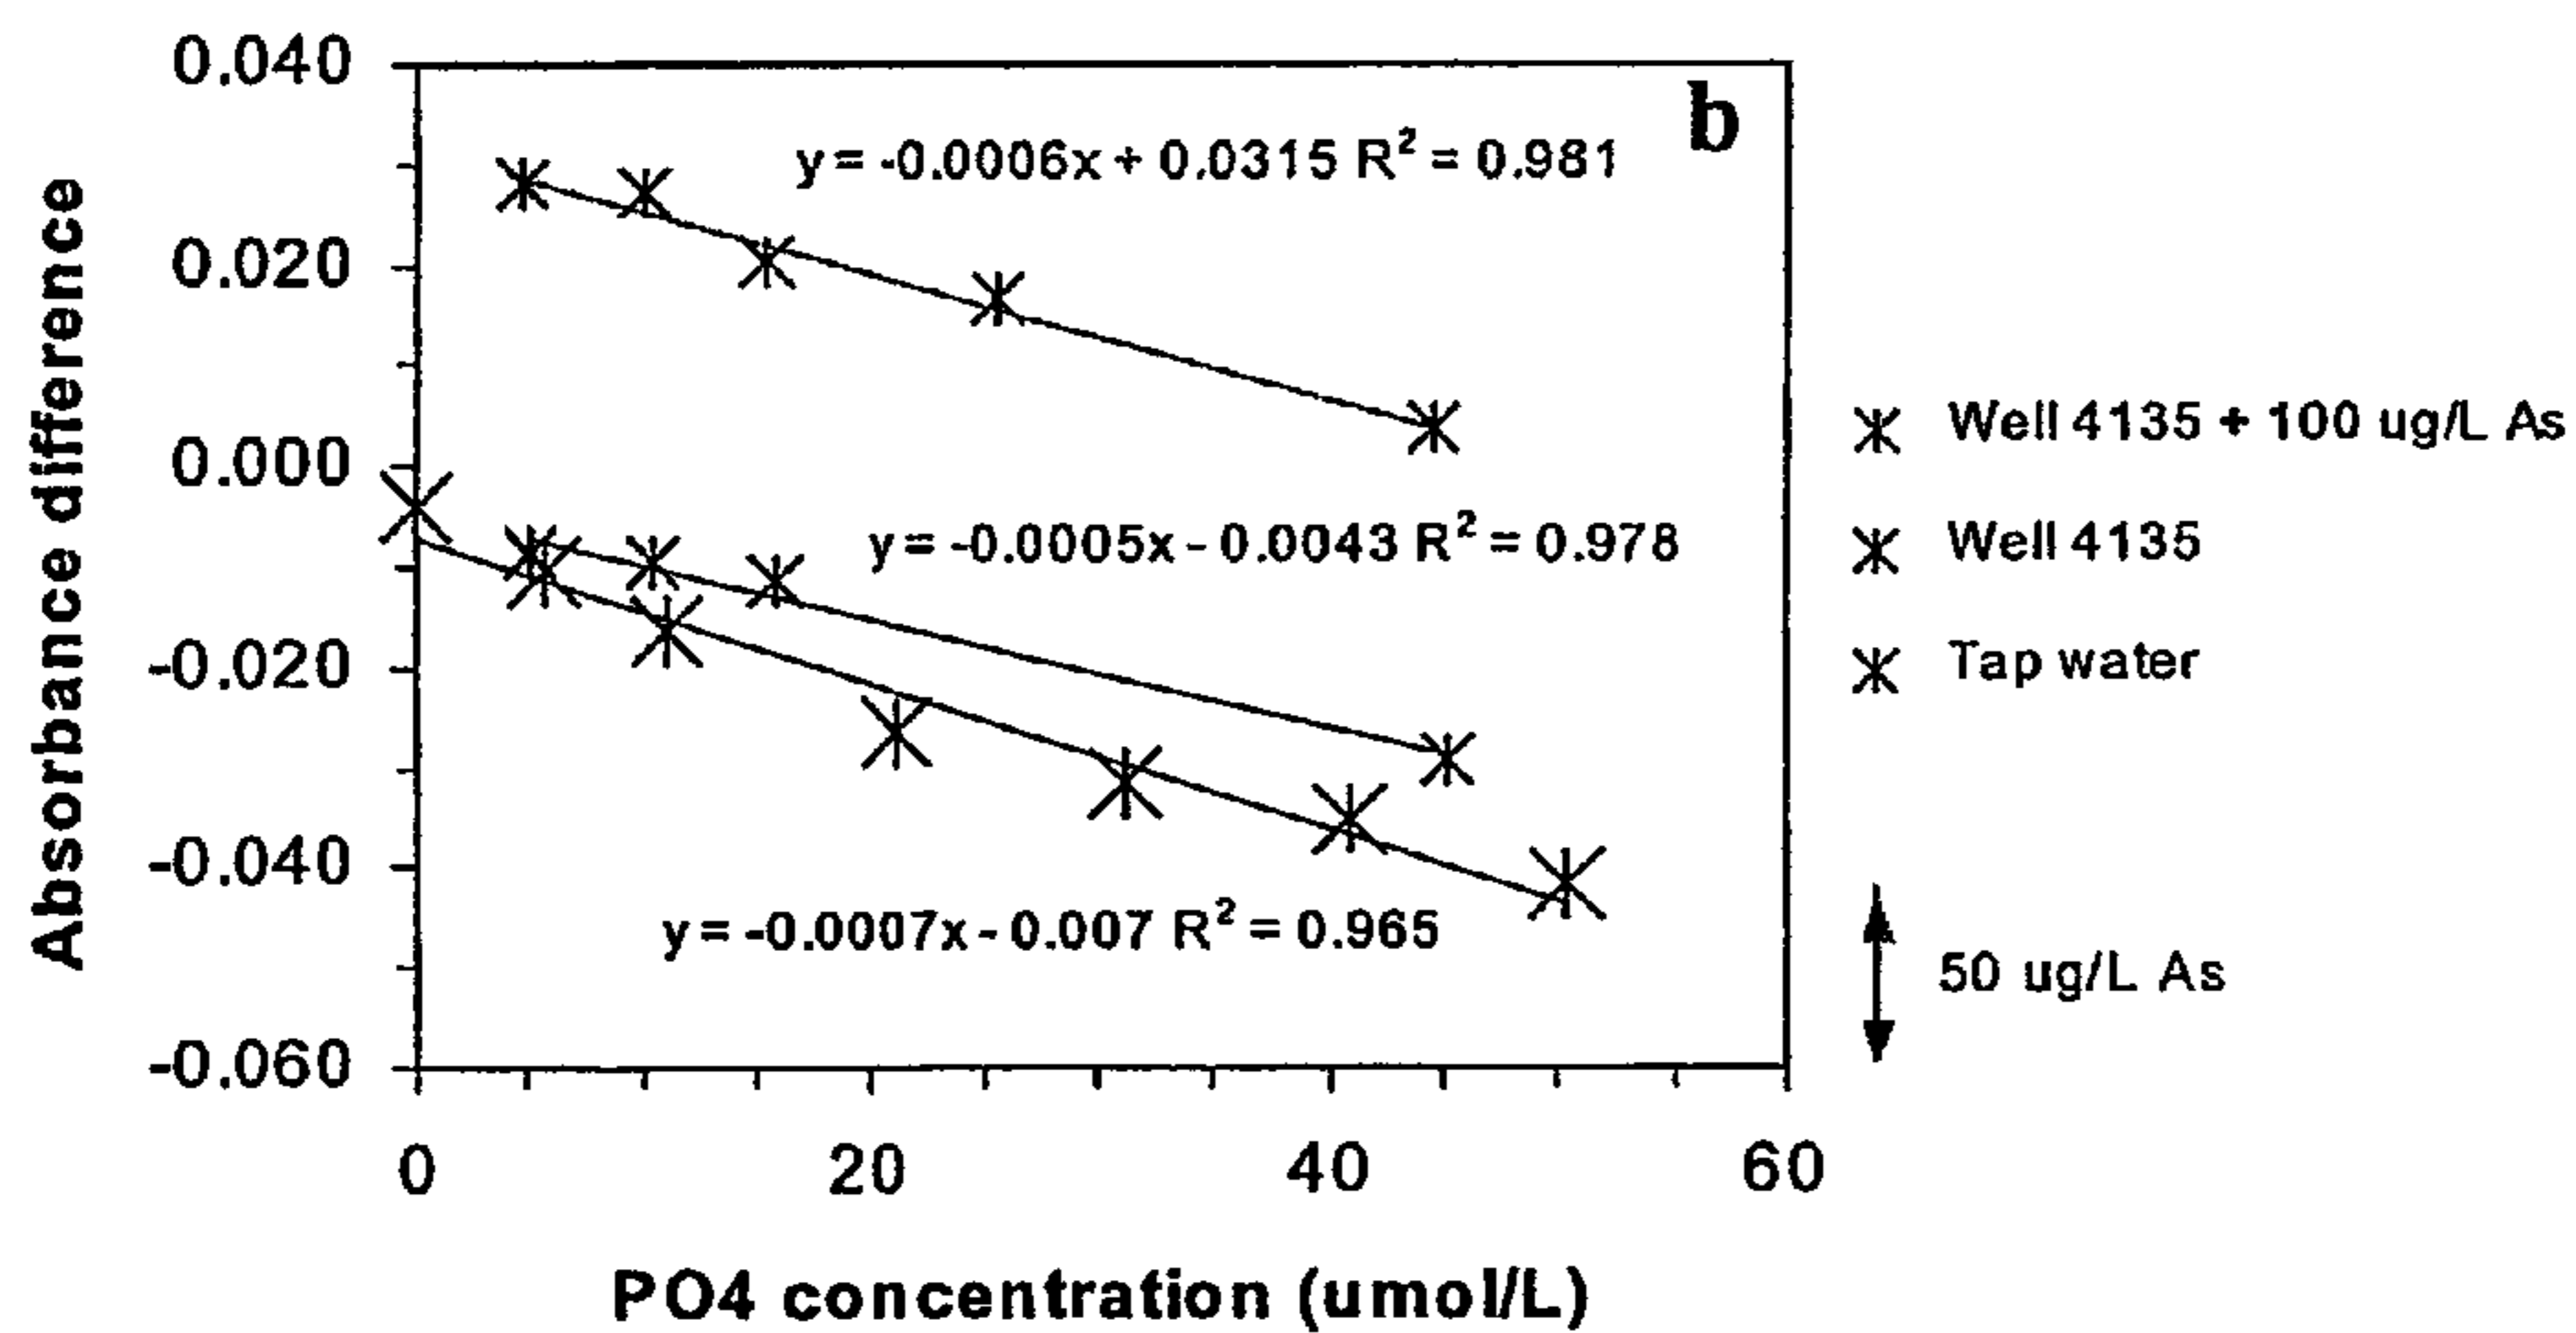 0.040
b
y = -0.0006x + 0.0315 R² = 0.981
0.020
Absorbance difference
0.000
Well 4135 + 100 ug/L As
y = -0.0005x - 0.0043 R² = 0.978
Well 4135
-0.020
Tap water
-0.040
y = -0.0007x - 0.007 R² = 0.965
50 ug/L As
-0.060
0 20 40 60
PO4 concentration (umol/L)